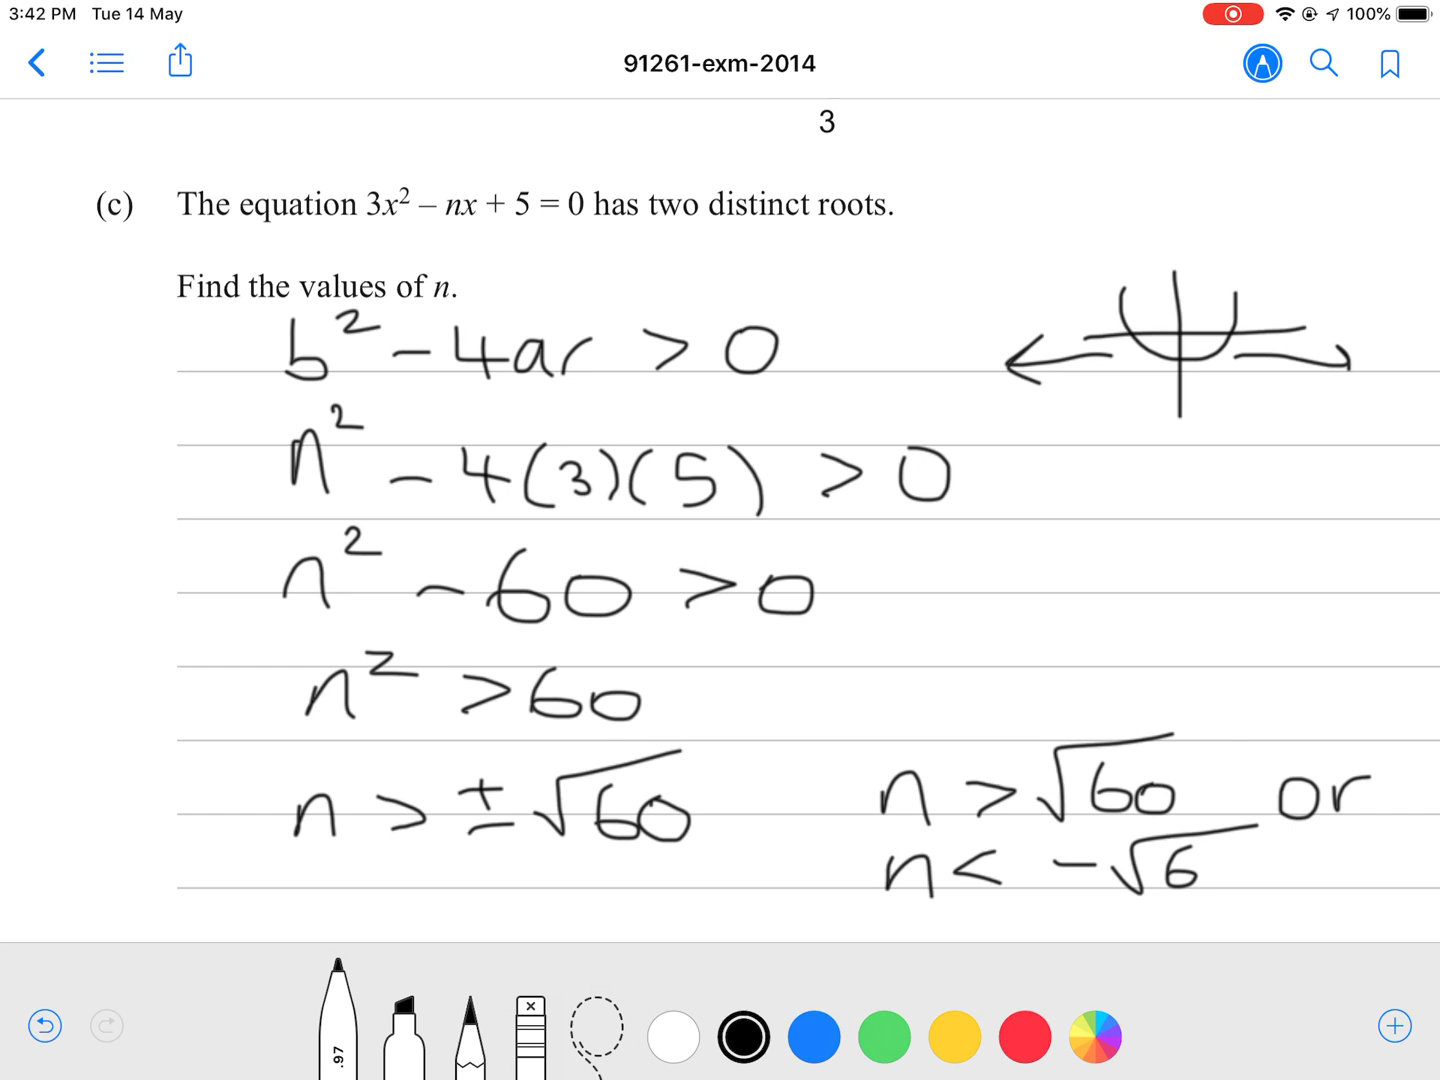 3:42 PM Tue 14 May 100%
91261-exm-2014
3
(c) The equation 3x² – nx + 5 = 0 has two distinct roots.
Find the values of n.
b² - 4ac > 0
n² - 4(3)(5) > 0
n² - 60 > 0
n² > 60
n > ±√60 n > √60 or
n < -√6
.97